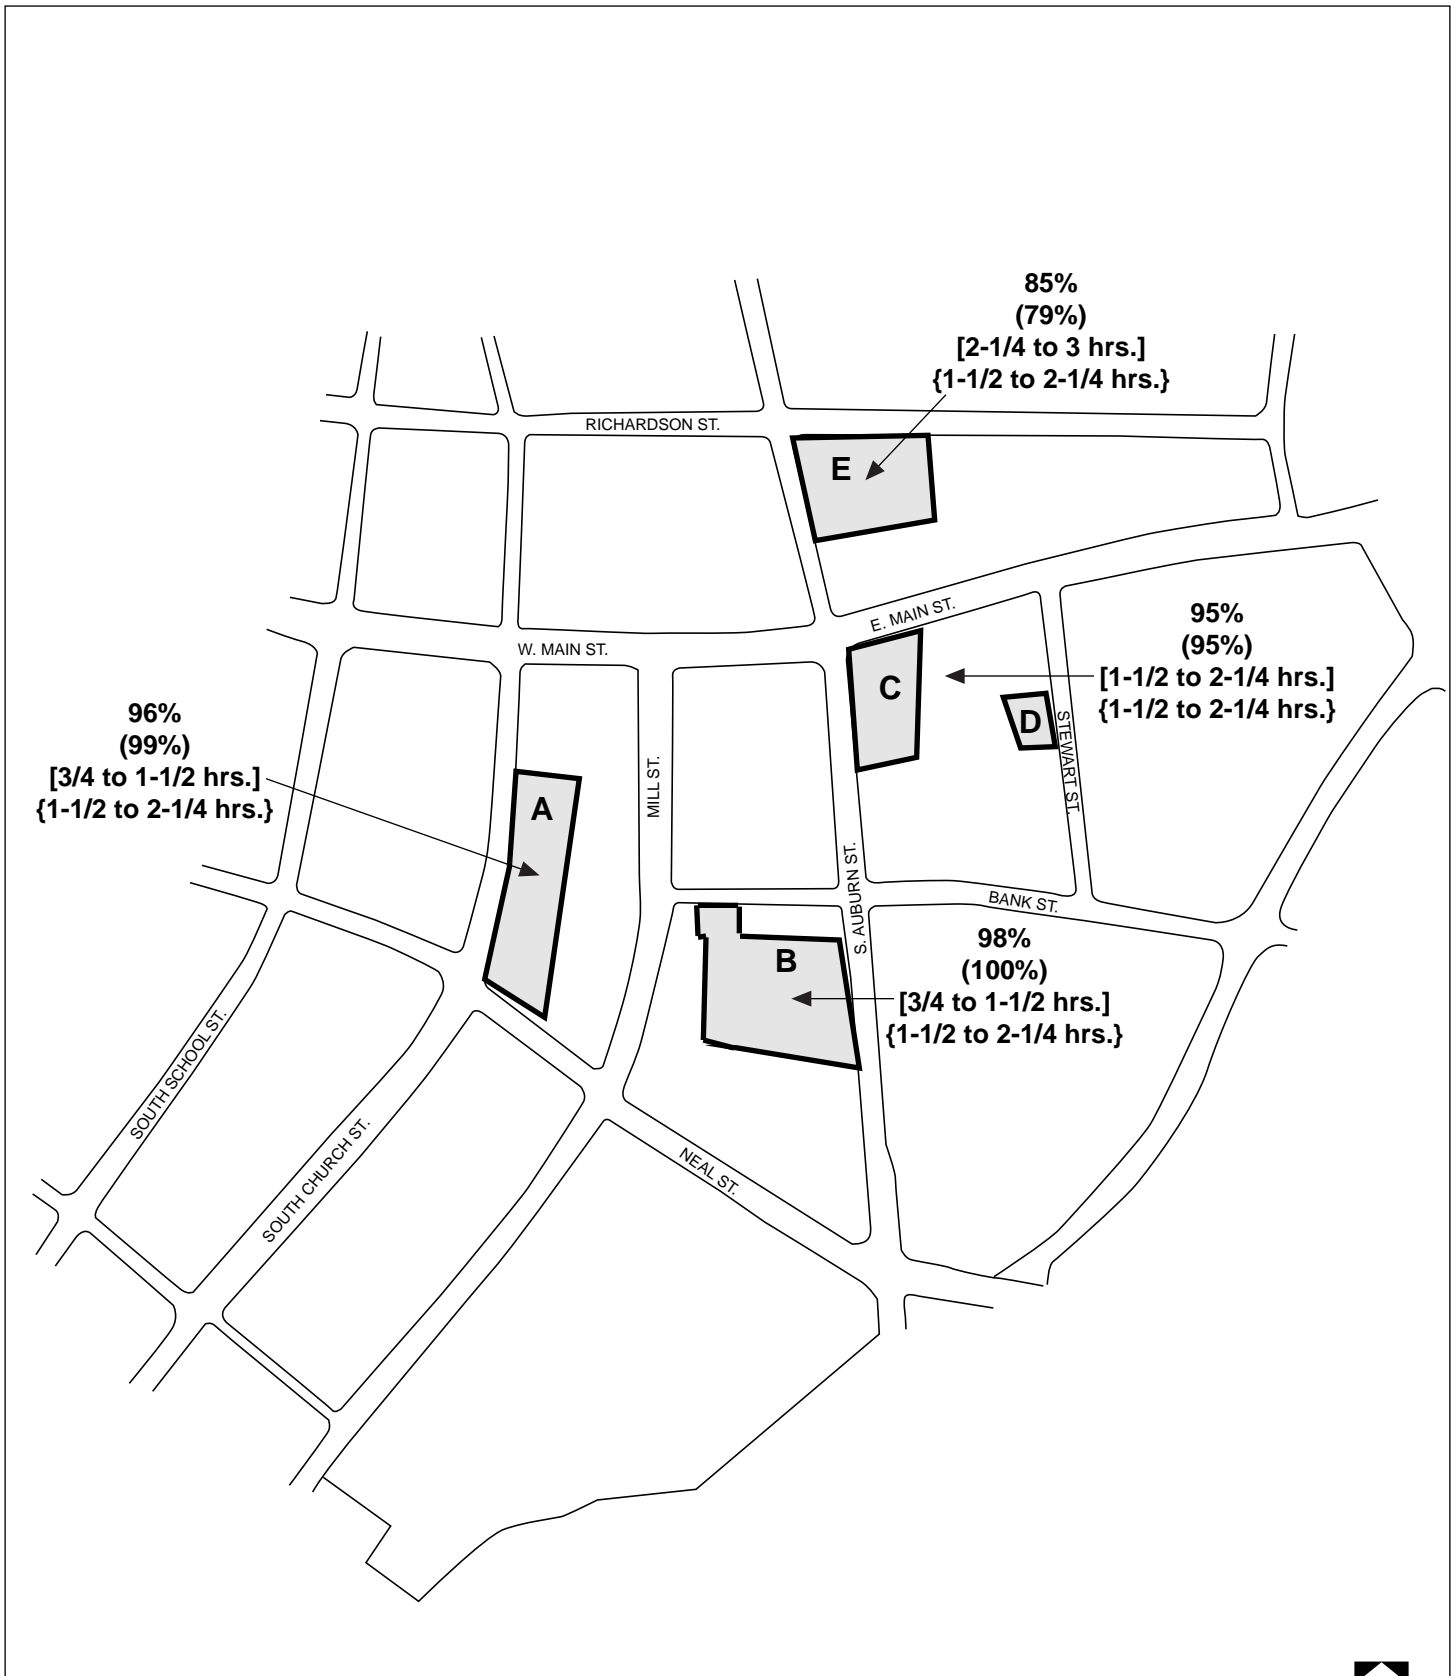 85%
(79%)
[2-1/4 to 3 hrs.]
{1-1/2 to 2-1/4 hrs.}
RICHARDSON ST.
E
E. MAIN ST.
95%
(95%)
[1-1/2 to 2-1/4 hrs.]
{1-1/2 to 2-1/4 hrs.}
W. MAIN ST.
C
D
STEWART ST.
96%
(99%)
[3/4 to 1-1/2 hrs.]
{1-1/2 to 2-1/4 hrs.}
A
MILL ST.
S. AUBURN ST.
BANK ST.
98%
(100%)
[3/4 to 1-1/2 hrs.]
{1-1/2 to 2-1/4 hrs.}
B
SOUTH SCHOOL ST.
SOUTH CHURCH ST.
NEAL ST.